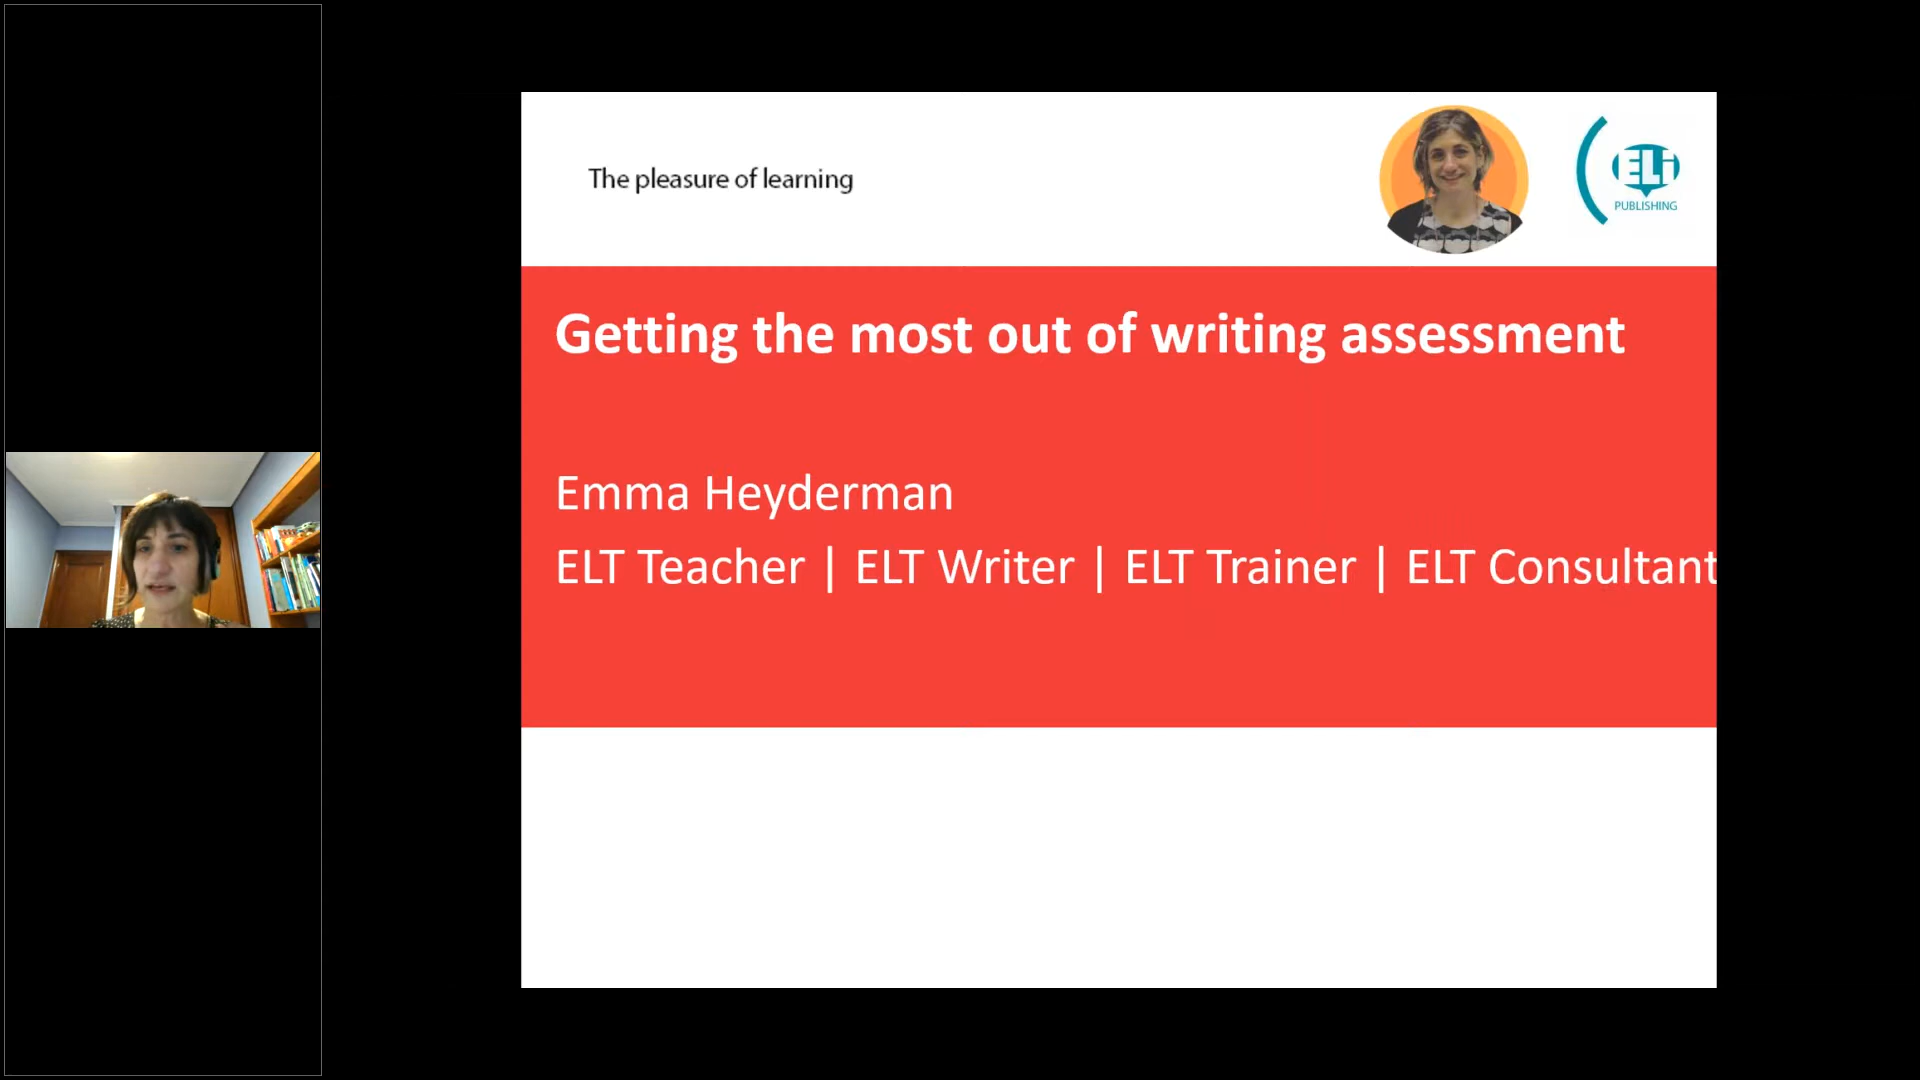 The pleasure of learning
ELi
PUBLISHING
Getting the most out of writing assessment
Emma Heyderman
ELT Teacher | ELT Writer | ELT Trainer | ELT Consultant